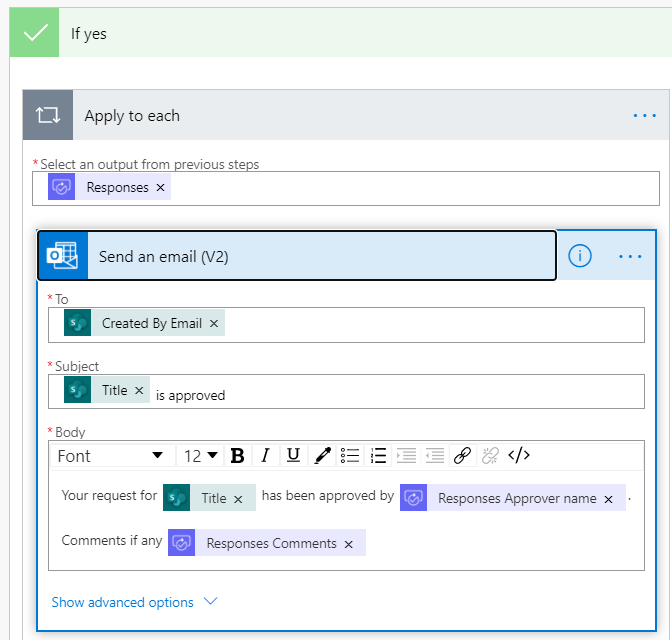 If yes
Apply to each
*Select an output from previous steps
Responses ×
Send an email (V2)
*To
Created By Email ×
*Subject
Title × is approved
*Body
Font 12 B I U </>
Your request for Title × has been approved by Responses Approver name × .
Comments if any Responses Comments ×
Show advanced options